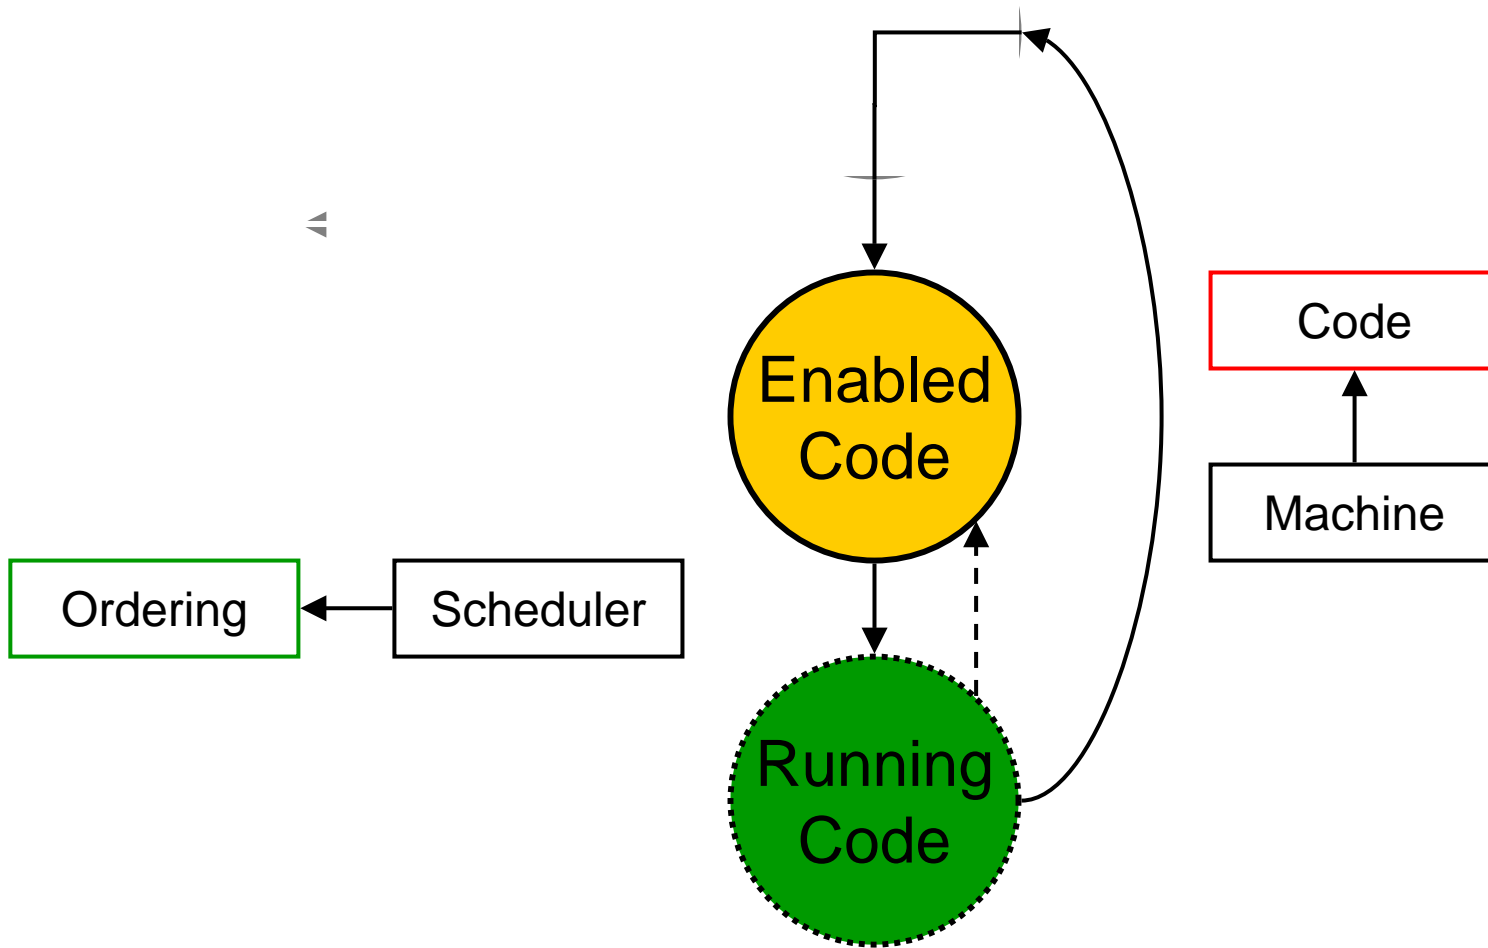 Enabled
Code
Code
Machine
Ordering
Scheduler
Running
Code